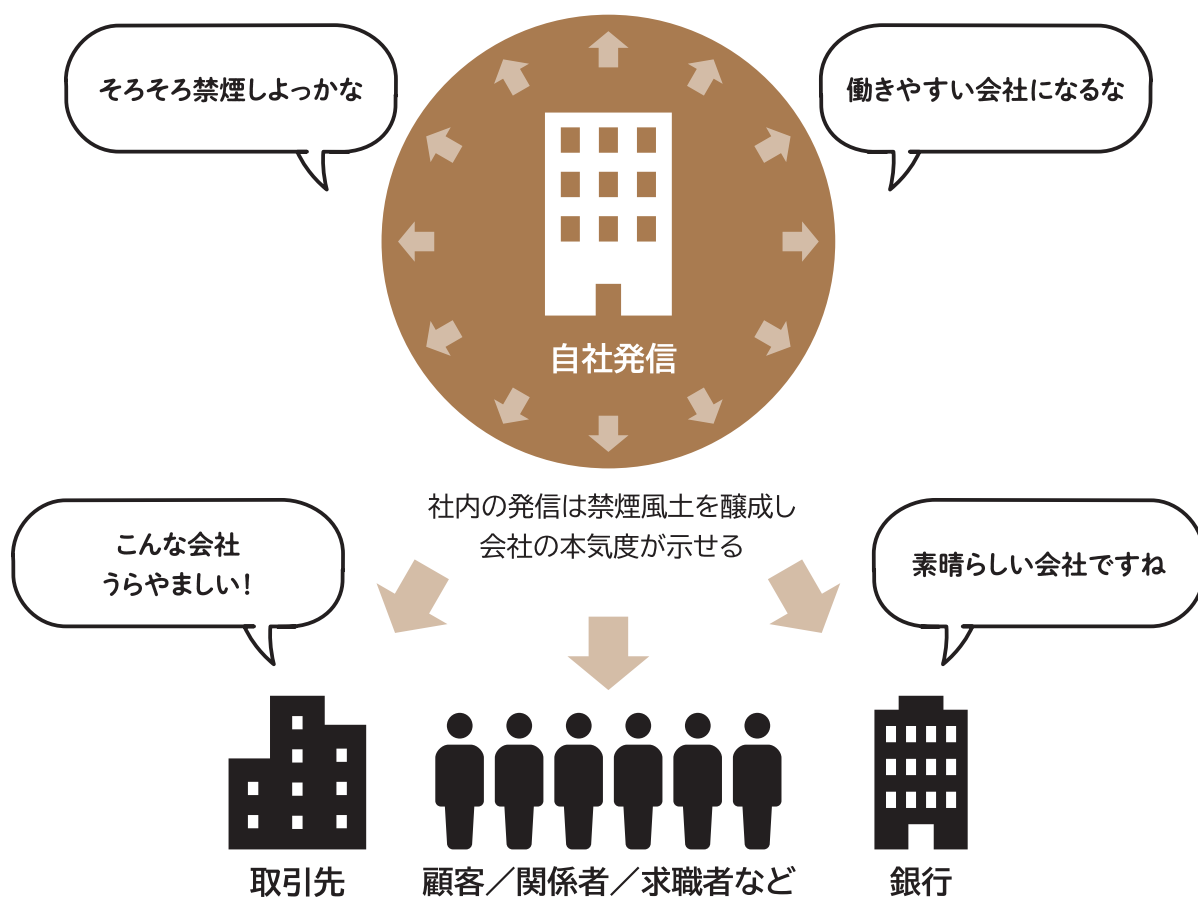 そろそろ禁煙しよっかな
働きやすい会社になるな
自社発信
社内の発信は禁煙風土を醸成し
会社の本気度が示せる
こんな会社
うらやましい!
素晴らしい会社ですね
取引先
顧客/関係者/求職者など
銀行